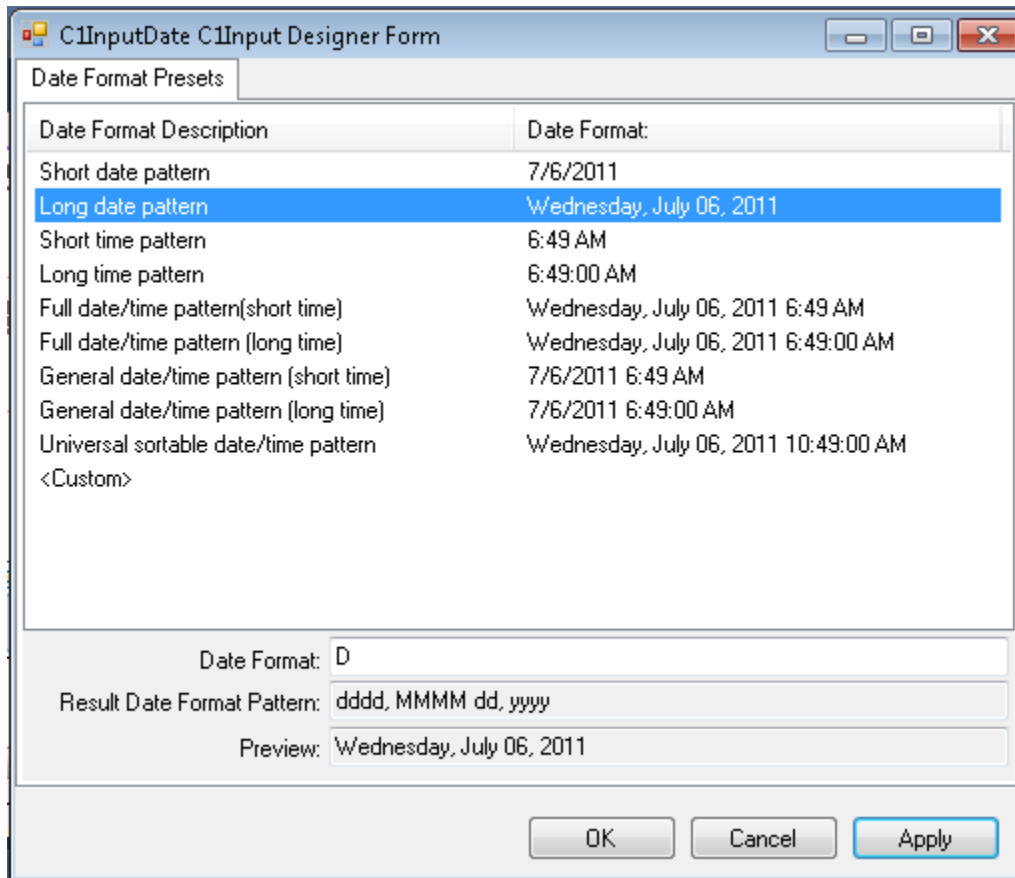 C1InputDate C1Input Designer Form
Date Format Presets
Date Format Description Date Format:
Short date pattern 7/6/2011
Long date pattern Wednesday, July 06, 2011
Short time pattern 6:49 AM
Long time pattern 6:49:00 AM
Full date/time pattern(short time) Wednesday, July 06, 2011 6:49 AM
Full date/time pattern (long time) Wednesday, July 06, 2011 6:49:00 AM
General date/time pattern (short time) 7/6/2011 6:49 AM
General date/time pattern (long time) 7/6/2011 6:49:00 AM
Universal sortable date/time pattern Wednesday, July 06, 2011 10:49:00 AM
<Custom>
Date Format: D
Result Date Format Pattern: dddd, MMMM dd, yyyy
Preview: Wednesday, July 06, 2011
OK Cancel Apply